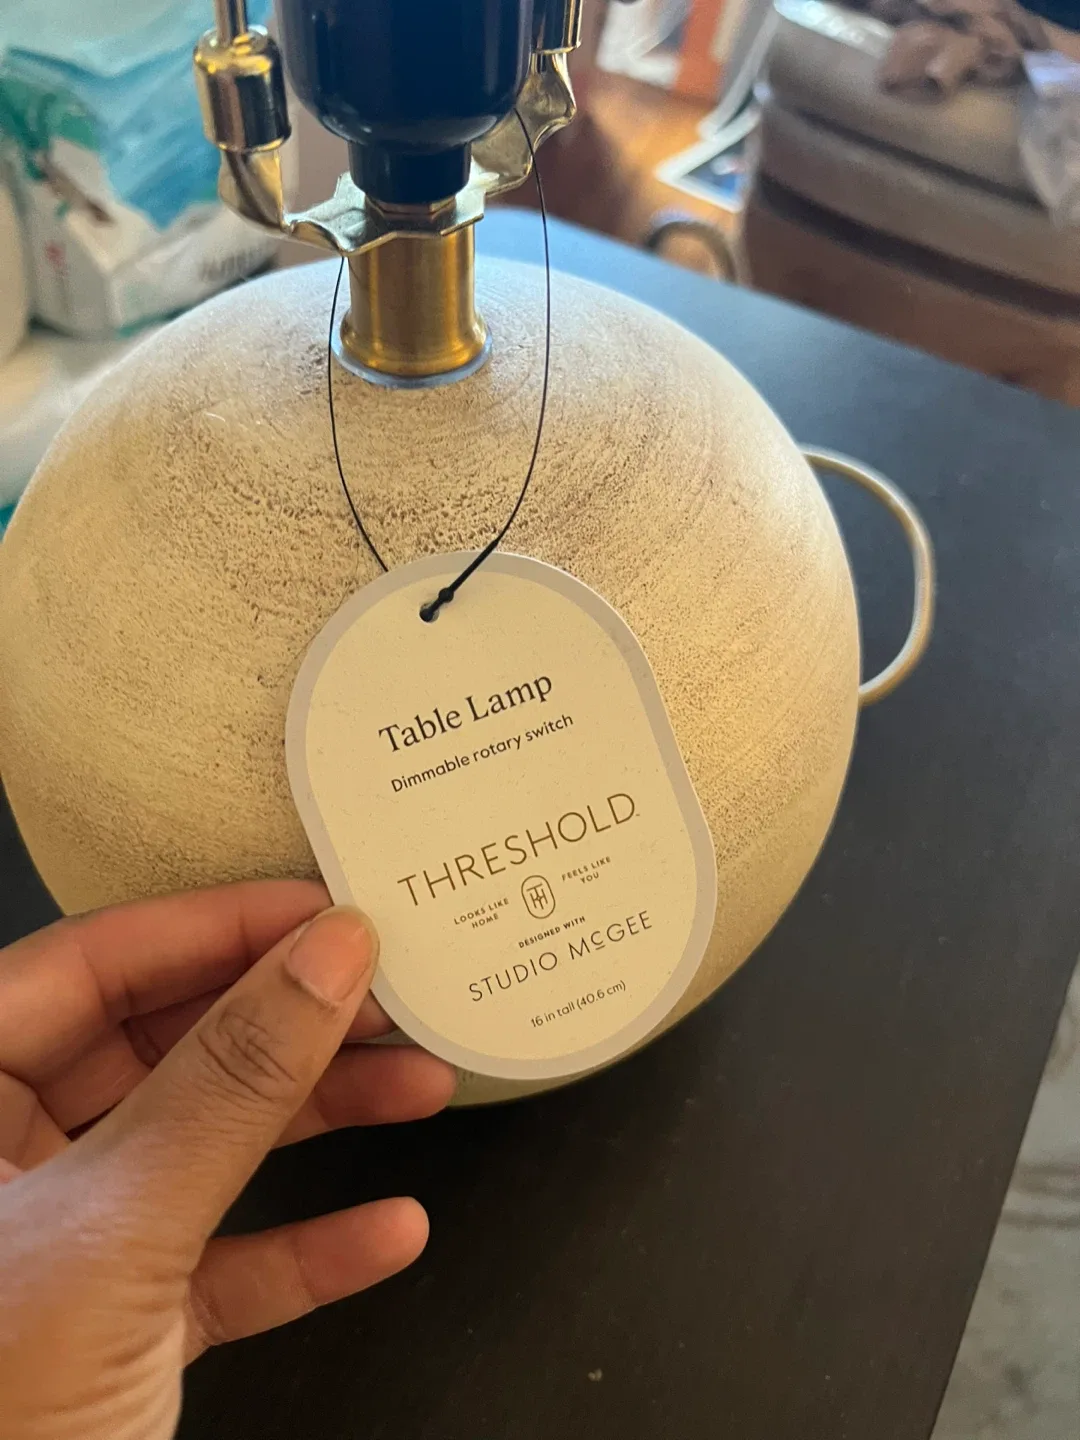 Table Lamp
Dimmable rotary switch
THRESHOLD
LOOKS LIKE
HOME
FEELS LIKE
YOU
DESIGNED WITH
STUDIO McGEE
16 in tall (40.6 cm)